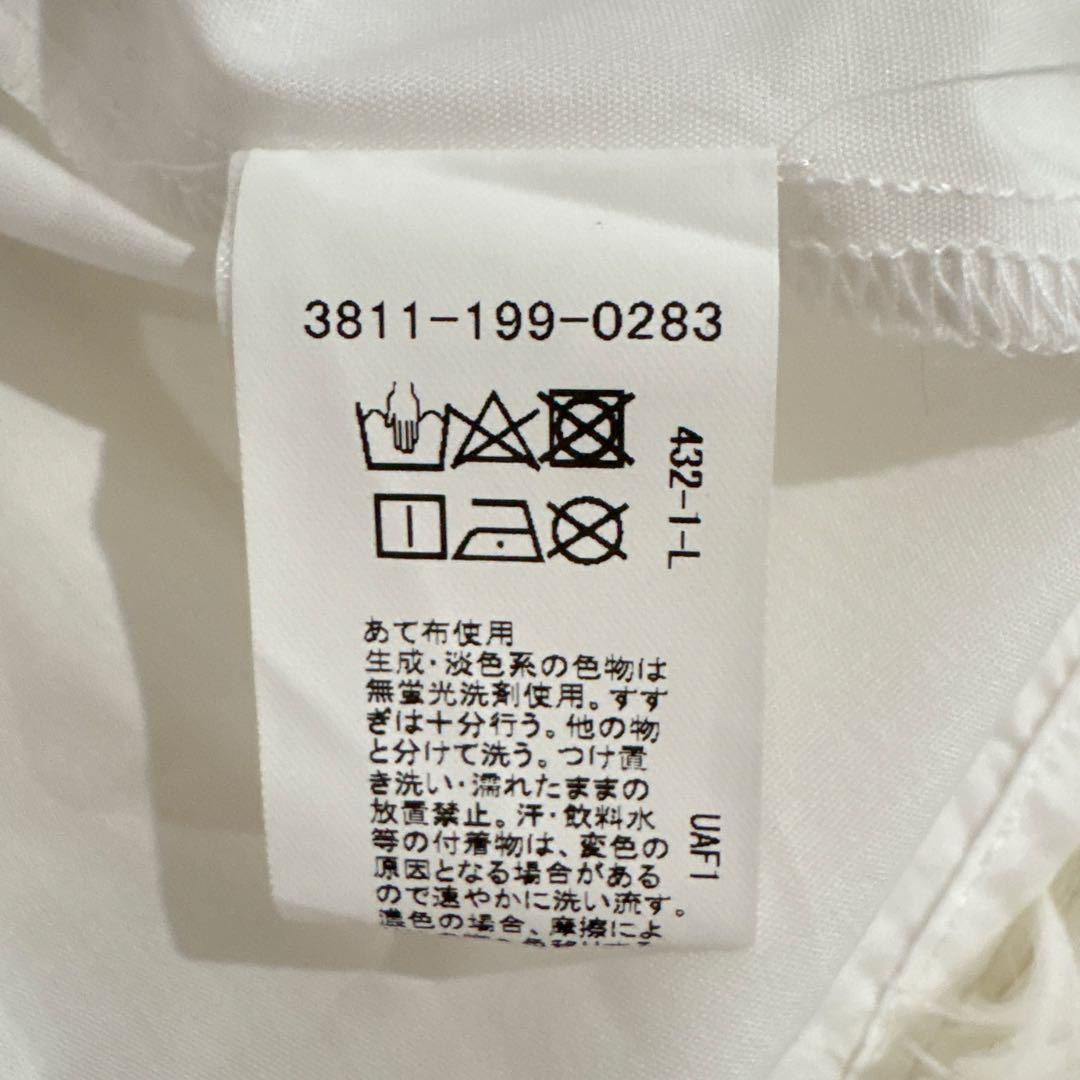 3811-199-0283
432-1-L
あて布使用
生成・淡色系の色物は
無蛍光洗剤使用。すす
ぎは十分行う。他の物
と分けて洗う。つけ置
き洗い・濡れたままの
放置禁止。汗・飲料水
等の付着物は、変色の
原因となる場合がある
ので速やかに洗い流す。
濃色の場合、摩擦によ
UAF1